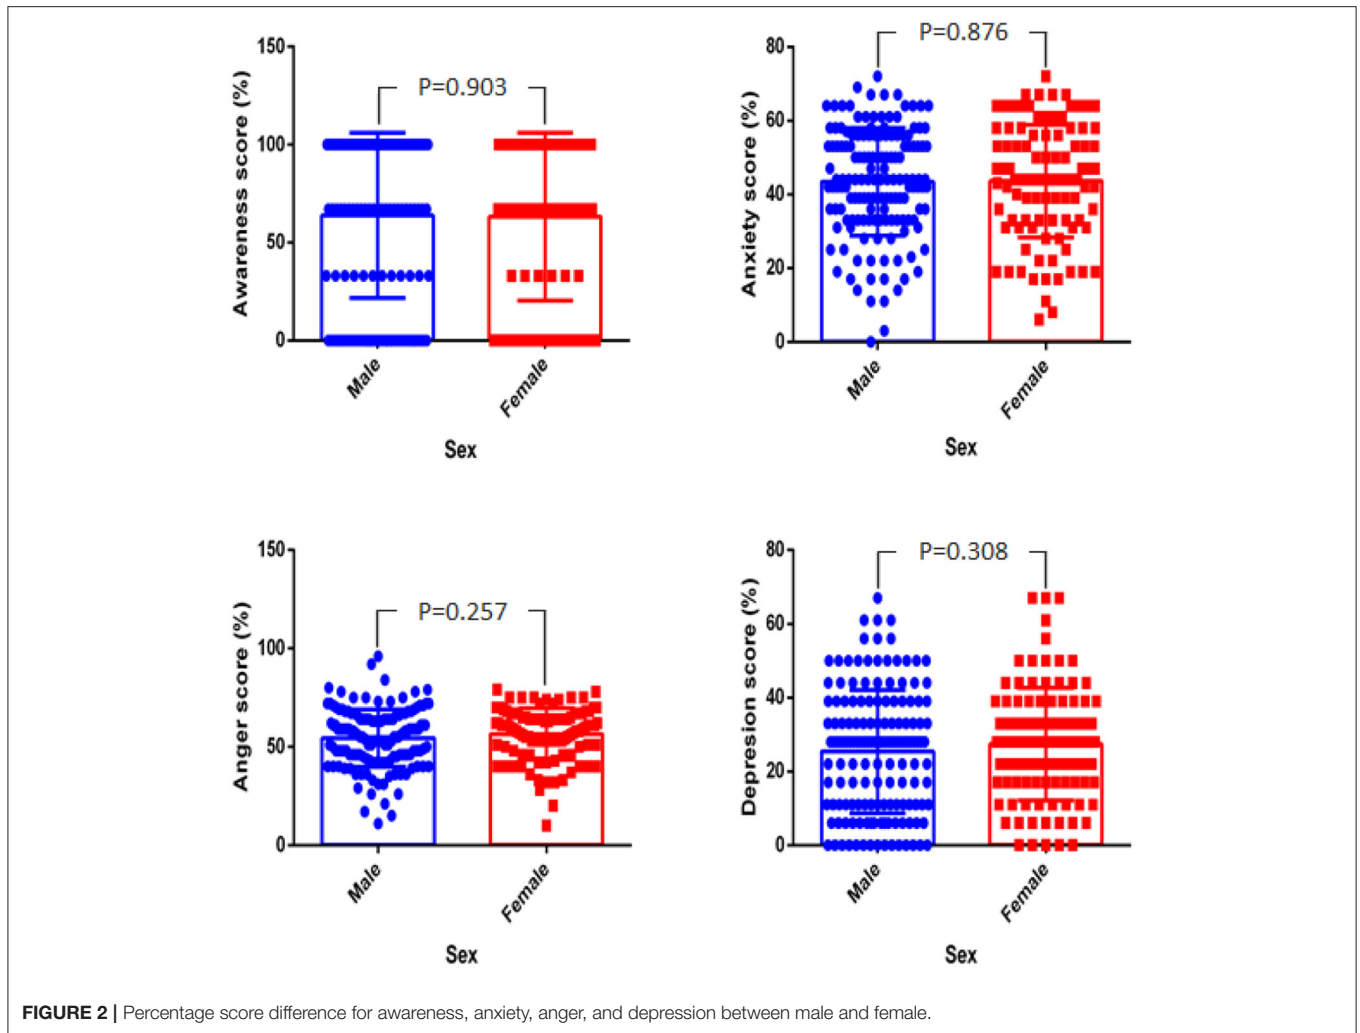 P=0.903
Awareness score (%)
150
100
50
0
Male
Female
Sex
P=0.876
Anxiety score (%)
80
60
40
20
0
Male
Female
Sex
P=0.257
Anger score (%)
150
100
50
0
Male
Female
Sex
P=0.308
Depresion score (%)
80
60
40
20
0
Male
Female
Sex
FIGURE 2 | Percentage score difference for awareness, anxiety, anger, and depression between male and female.